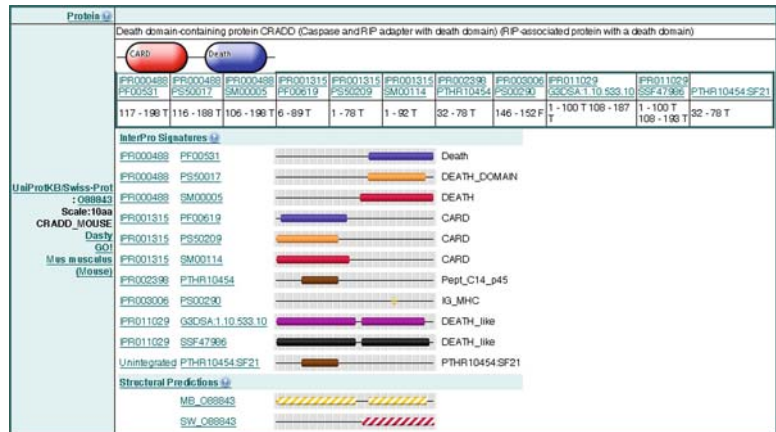 Protein
Death domain-containing protein CRADD (Caspase and RIP adapter with death domain) (RIP-associated protein with a death domain)
CARD
Death
IPR000488 IPR000488 IPR000488 IPR001315 IPR001315 IPR001315 IPR002398 IPR003006 IPR011029 IPR011029
PF00531 PS50017 SM00005 PF00619 PS50209 SM00114 PTHR10454 PS00290 G3DSA:1.10.533.10 SSF47986 PTHR10454:SF21
117 - 198 T 116 - 188 T 106 - 198 T 6 - 89 T 1 - 78 T 1 - 92 T 32 - 78 T 146 - 152 F 1 - 100 T 108 - 187 T 1 - 100 T 108 - 193 T 32 - 78 T
UniProtKB/Swiss-Prot
: O88843
Scale:10aa
CRADD_MOUSE
Dasty
GO!
Mus musculus
(Mouse)
InterPro Signatures
IPR000488 PF00531 Death
IPR000488 PS50017 DEATH_DOMAIN
IPR000488 SM00005 DEATH
IPR001315 PF00619 CARD
IPR001315 PS50209 CARD
IPR001315 SM00114 CARD
IPR002398 PTHR10454 Pept_C14_p45
IPR003006 PS00290 IG_MHC
IPR011029 G3DSA:1.10.533.10 DEATH_like
IPR011029 SSF47986 DEATH_like
Unintegrated PTHR10454:SF21 PTHR10454:SF21
Structural Predictions
MB_O88843
SW_O88843